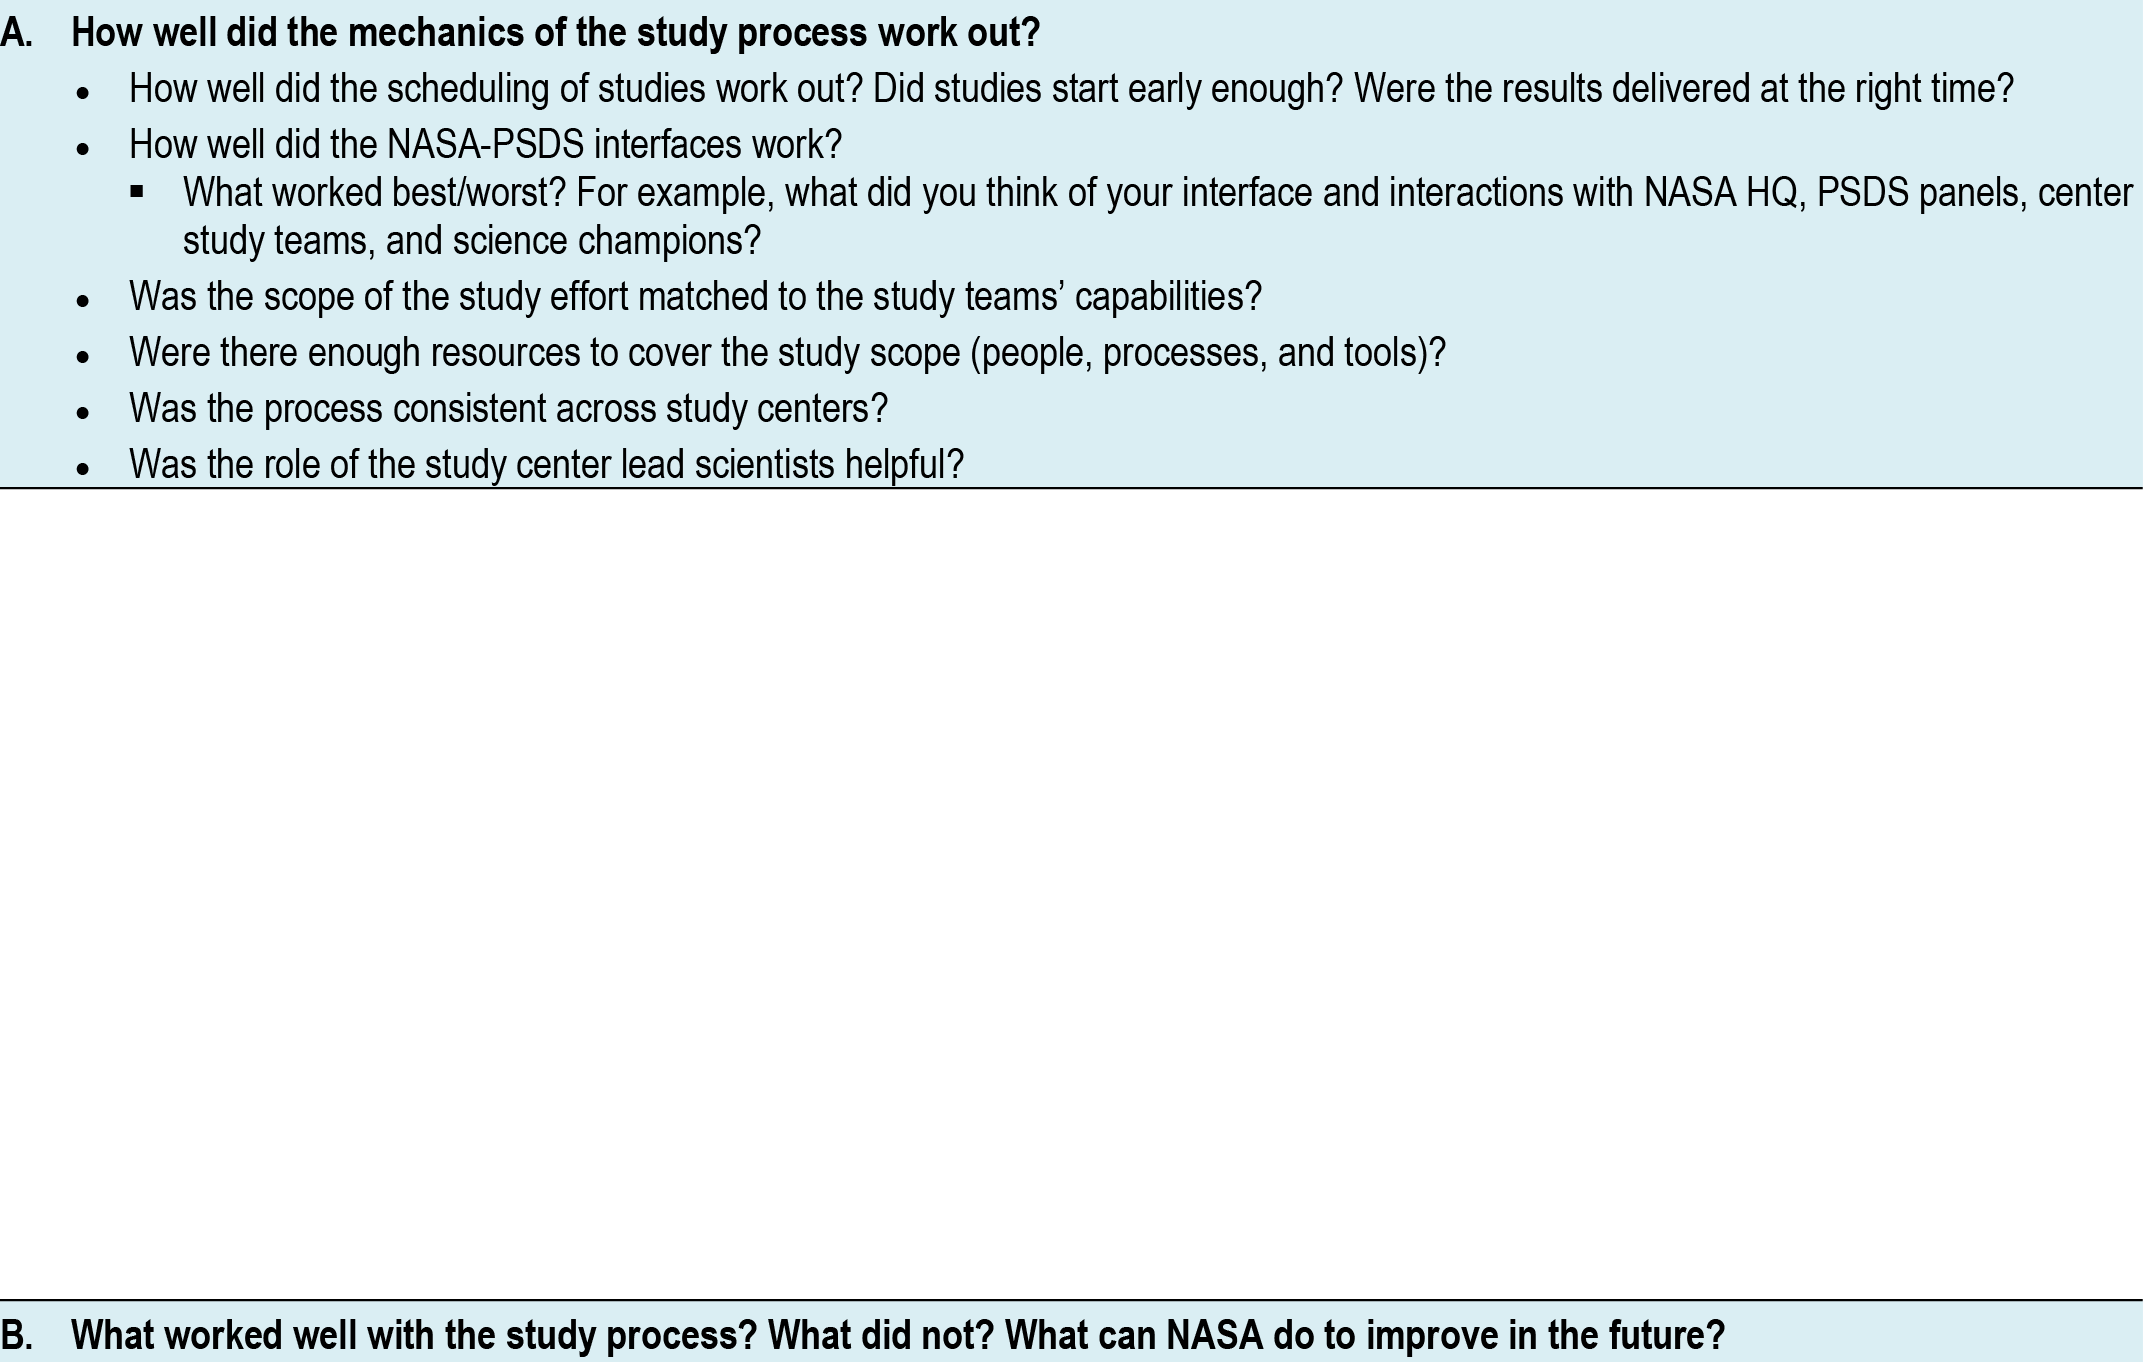 A. How well did the mechanics of the study process work out?
• How well did the scheduling of studies work out? Did studies start early enough? Were the results delivered at the right time?
• How well did the NASA-PSDS interfaces work?
▪ What worked best/worst? For example, what did you think of your interface and interactions with NASA HQ, PSDS panels, center
study teams, and science champions?
• Was the scope of the study effort matched to the study teams’ capabilities?
• Were there enough resources to cover the study scope (people, processes, and tools)?
• Was the process consistent across study centers?
• Was the role of the study center lead scientists helpful?
B. What worked well with the study process? What did not? What can NASA do to improve in the future?